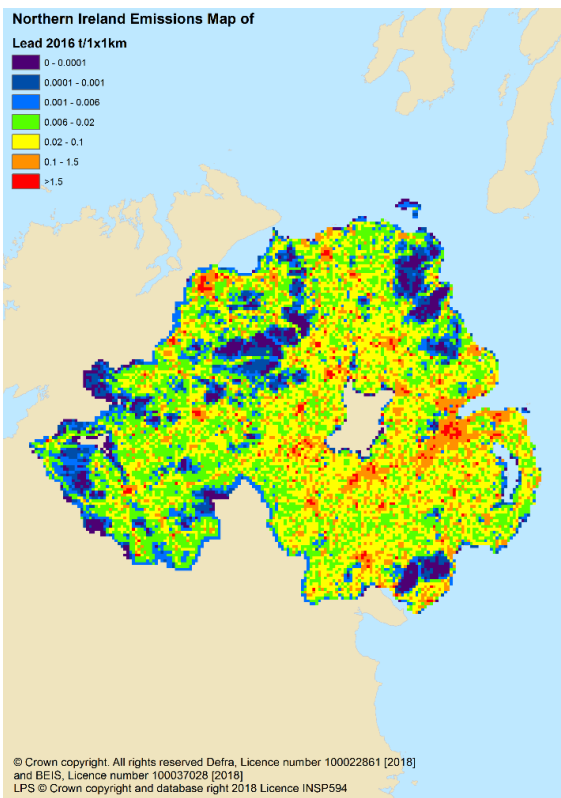 Northern Ireland Emissions Map of
Lead 2016 t/1x1km
0 - 0.0001
0.0001 - 0.001
0.001 - 0.006
0.006 - 0.02
0.02 - 0.1
0.1 - 1.5
>1.5
© Crown copyright. All rights reserved Defra, Licence number 100022861 [2018]
and BEIS, Licence number 100037028 [2018]
LPS © Crown copyright and database right 2018 Licence INSP594